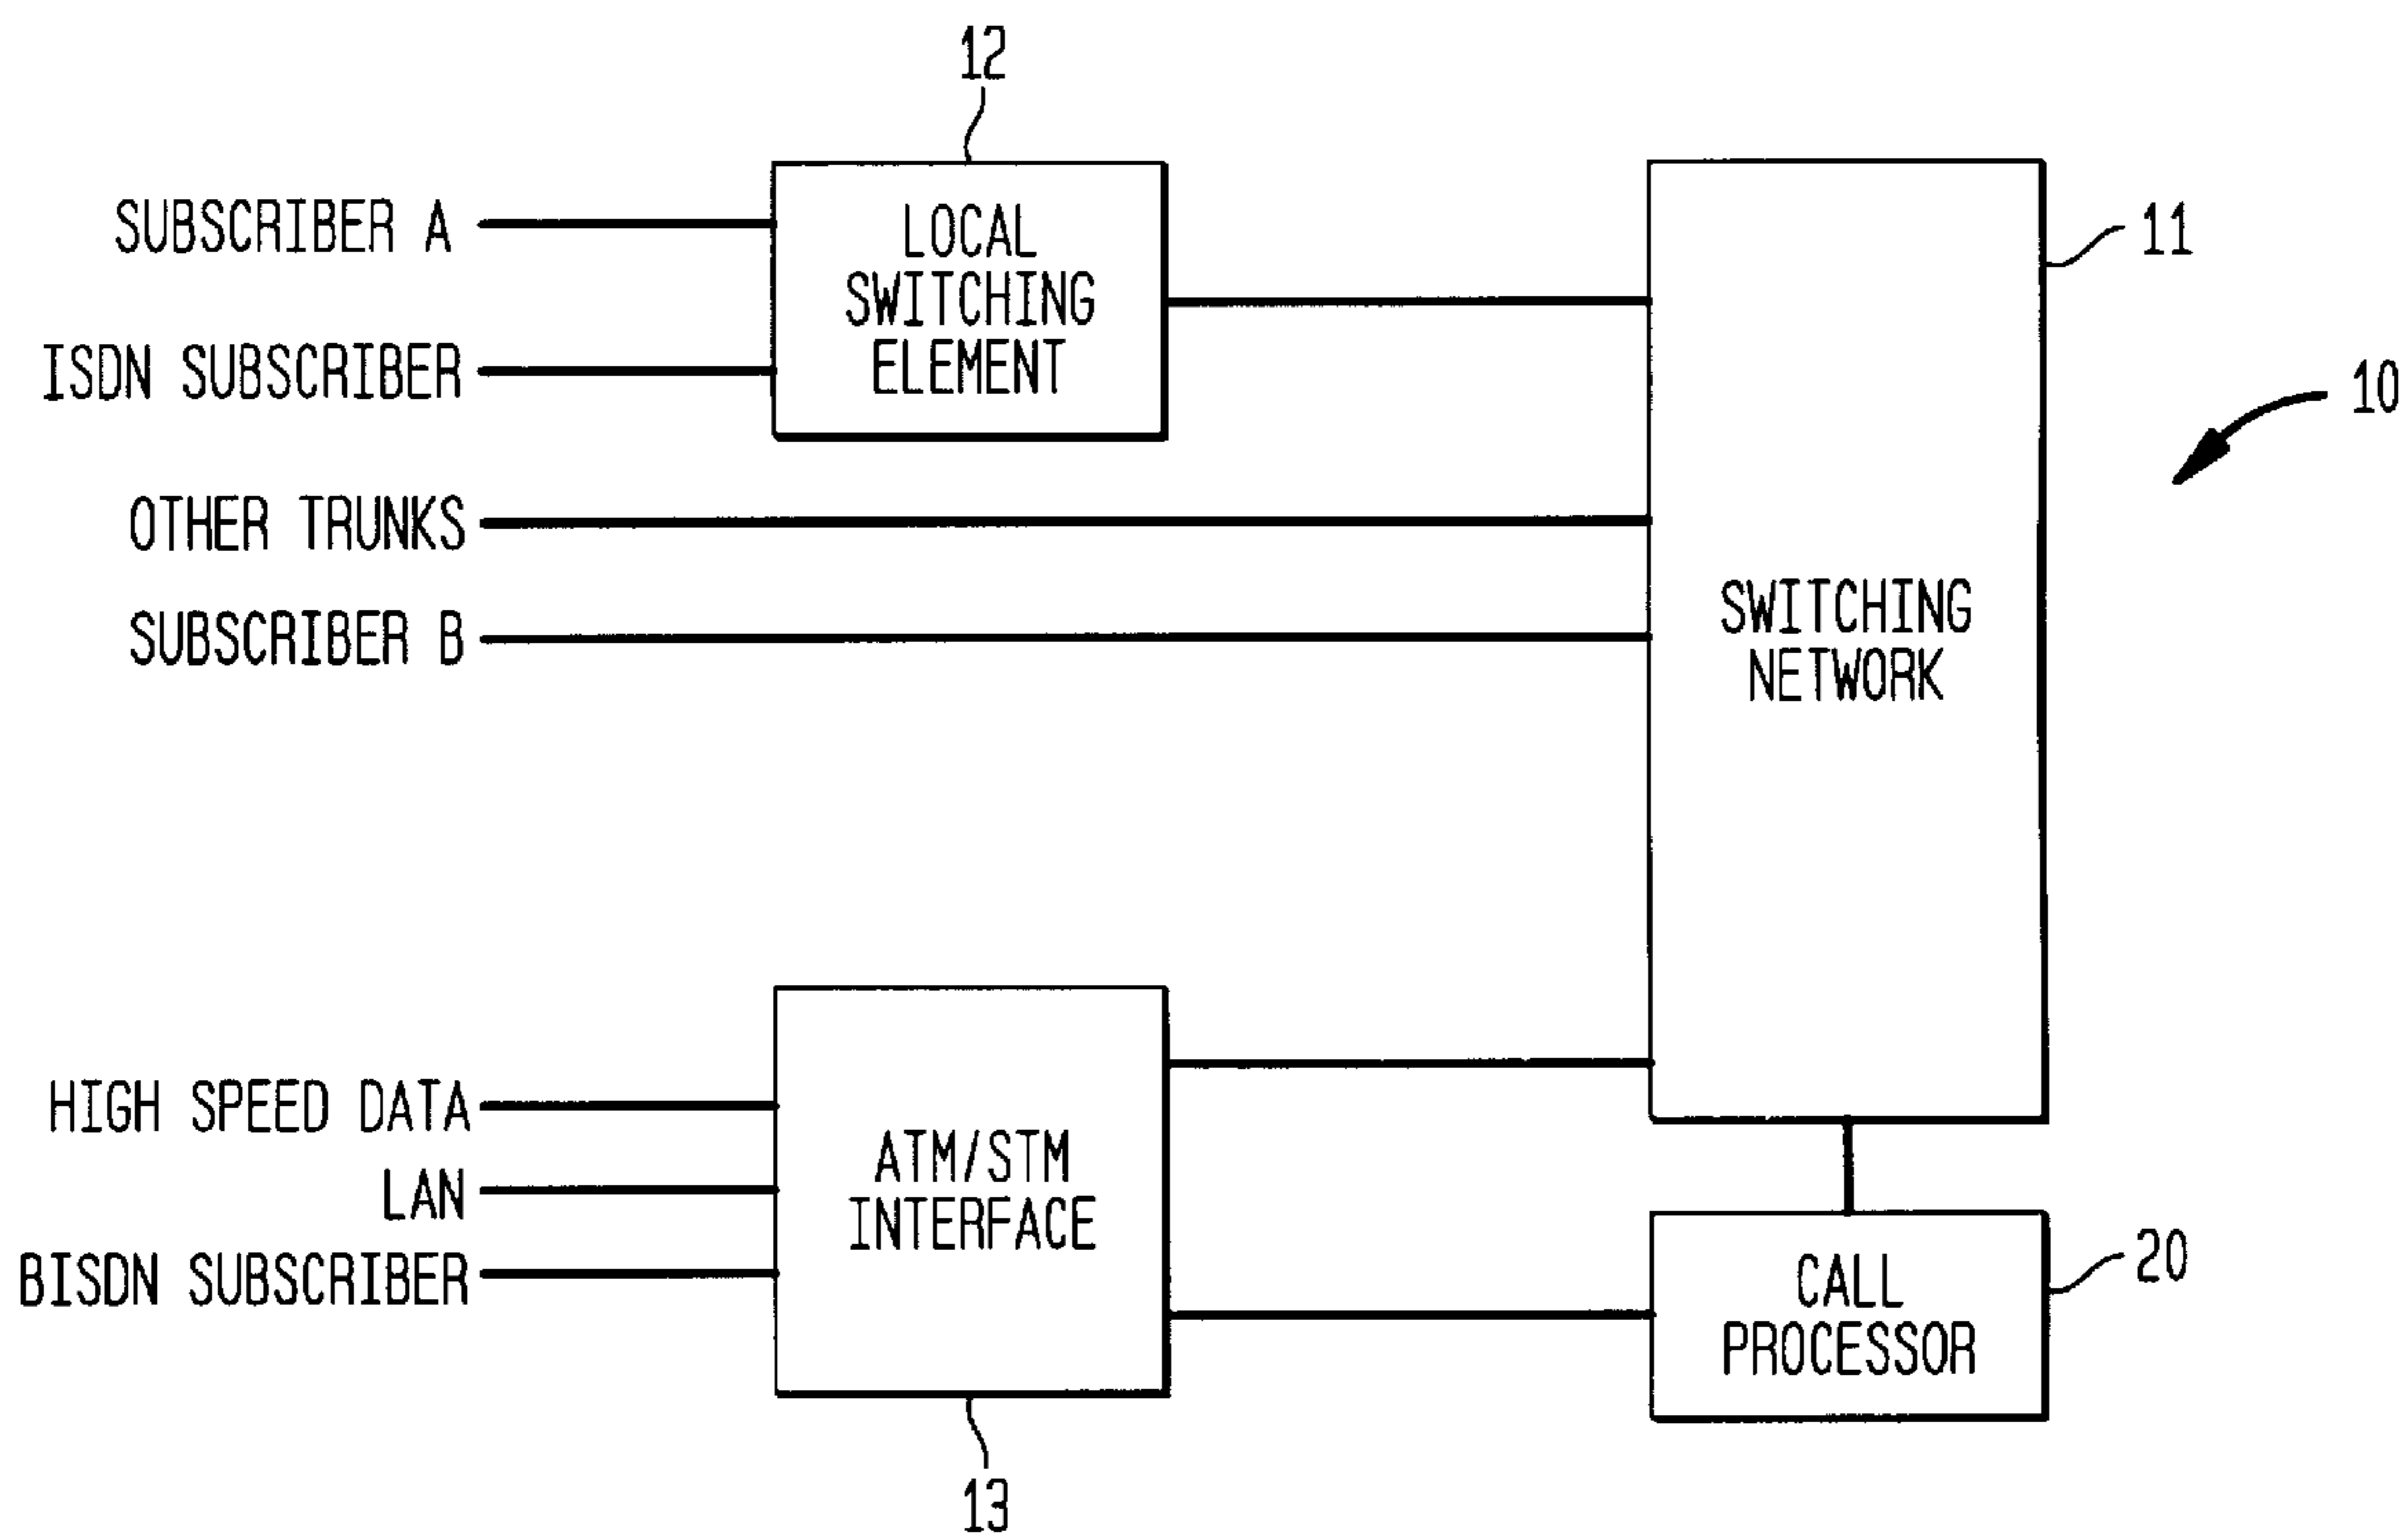 12
SUBSCRIBER A
LOCAL
SWITCHING
ELEMENT
11
ISDN SUBSCRIBER
10
OTHER TRUNKS
SUBSCRIBER B
SWITCHING
NETWORK
HIGH SPEED DATA
LAN
BISDN SUBSCRIBER
ATM/STM
INTERFACE
CALL
PROCESSOR
20
13